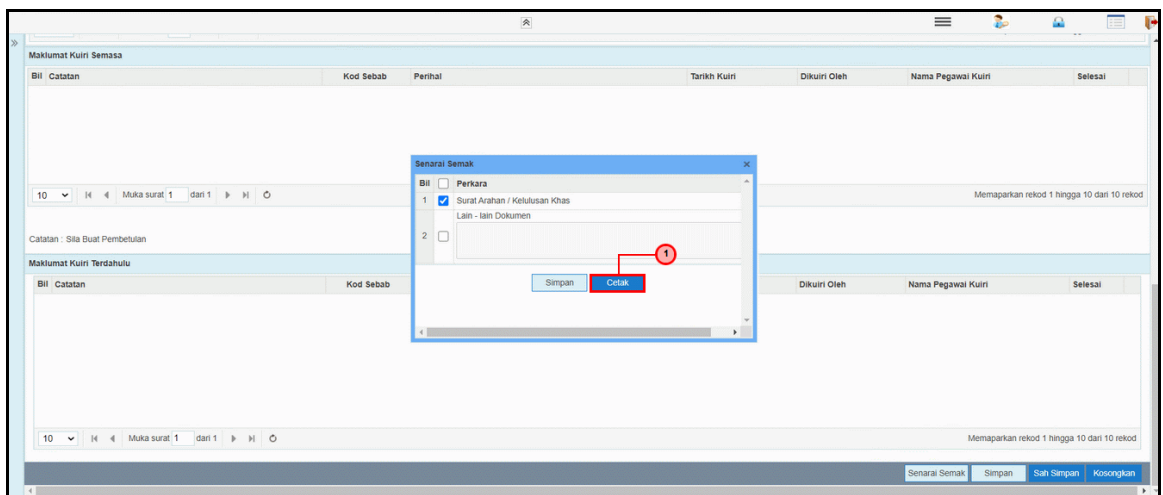 Maklumat Kuiri Semasa
Bil Catatan Kod Sebab Perihal Tarikh Kuiri Dikuiri Oleh Nama Pegawai Kuiri Selesai
Senarai Semak
Bil Perkara
1 Surat Arahan / Kelulusan Khas
Lain - lain Dokumen
2
1
Simpan Cetak
10 Muka surat 1 dari 1 Memaparkan rekod 1 hingga 10 dari 10 rekod
Catatan : Sila Buat Pembetulan
Maklumat Kuiri Terdahulu
Bil Catatan Kod Sebab Dikuiri Oleh Nama Pegawai Kuiri Selesai
10 Muka surat 1 dari 1 Memaparkan rekod 1 hingga 10 dari 10 rekod
Senarai Semak Simpan Sah Simpan Kosongkan